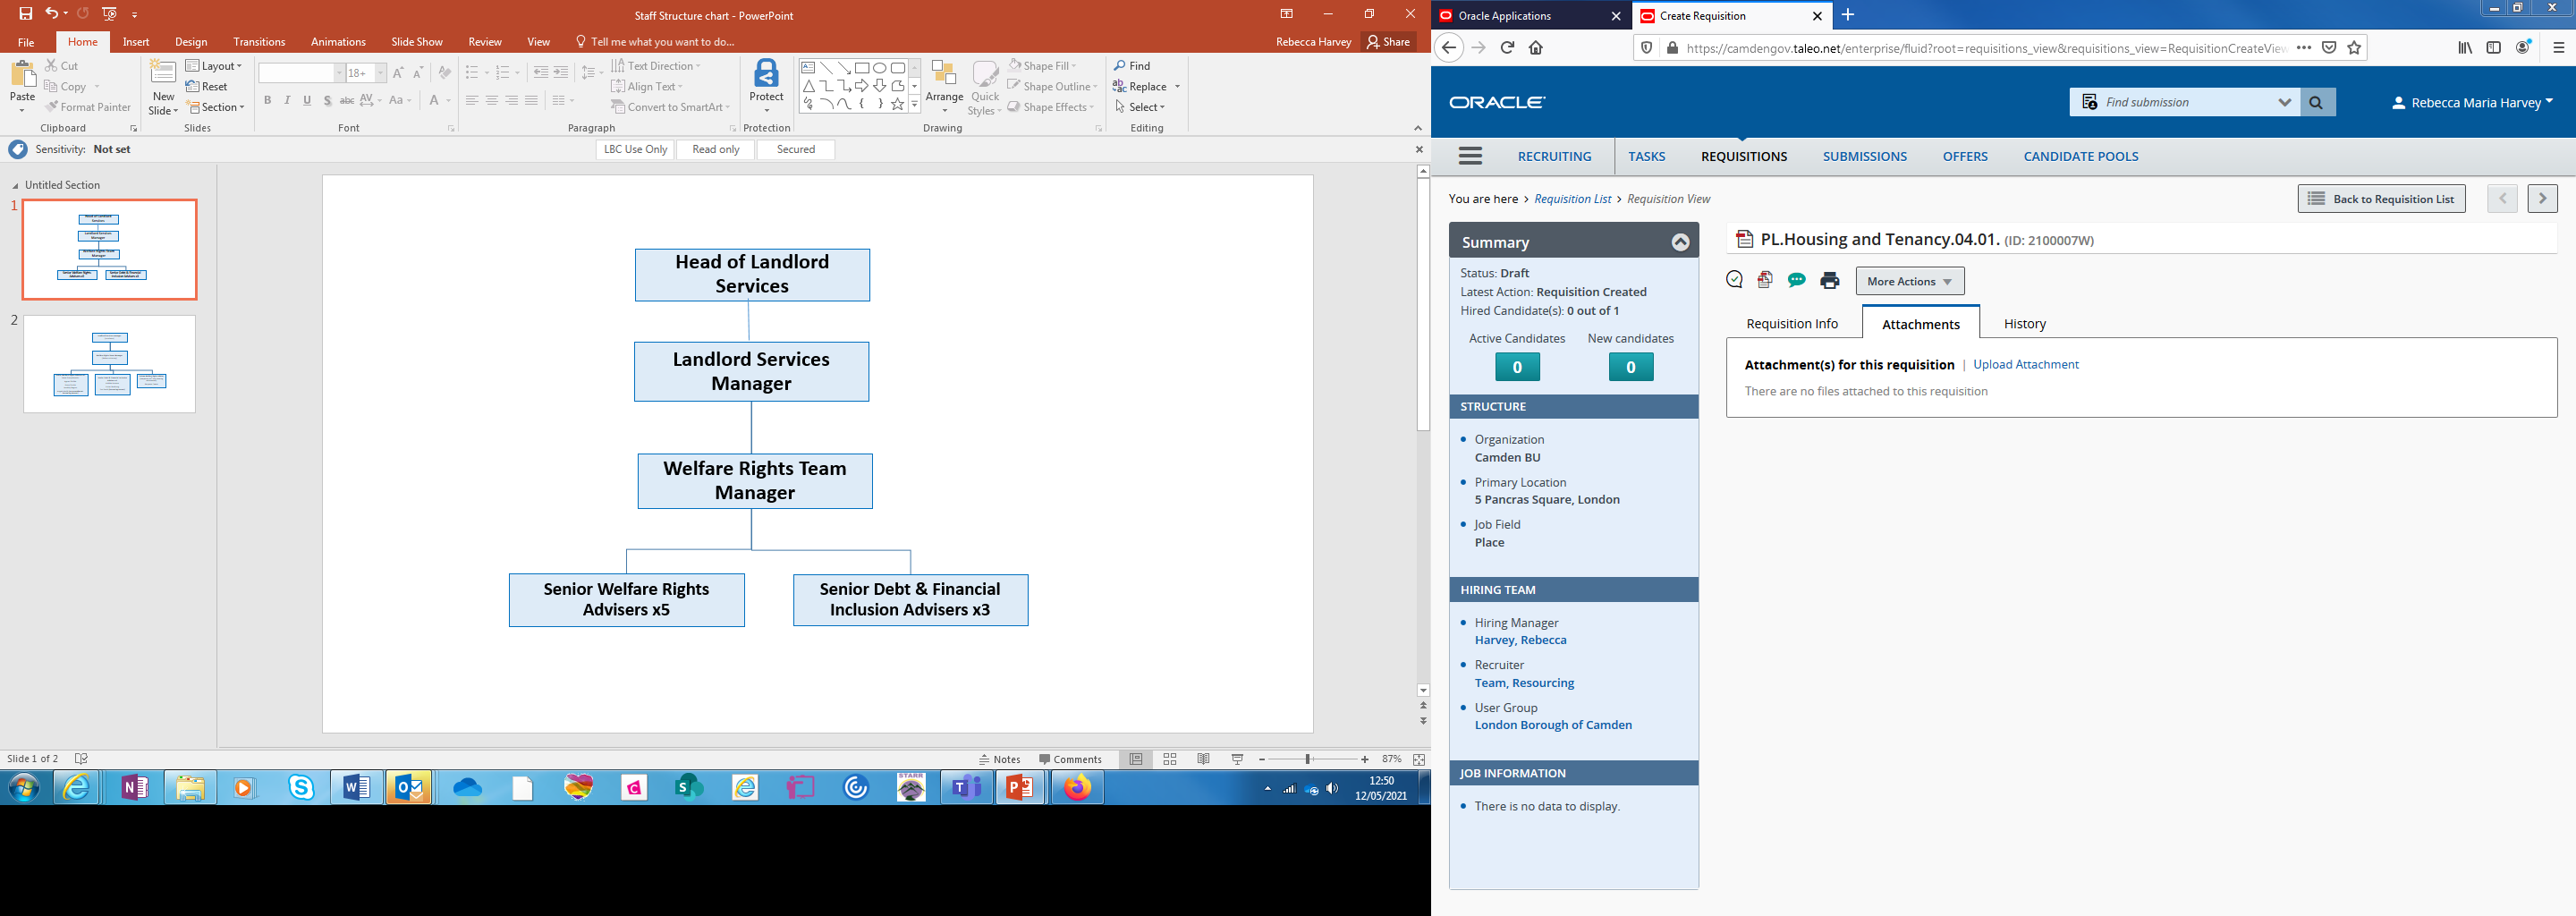 Staff Structure chart - PowerPoint
File Home Insert Design Transitions Animations Slide Show Review View Tell me what you want to do... Rebecca Harvey Share
Paste
Cut
Copy
Format Painter
Clipboard
New
Slide
Layout
Reset
Section
Slides
18+
B I U S abc AV Aa A
Font
Text Direction
Align Text
Convert to SmartArt
Paragraph
Protect
Protection
Arrange
Quick
Styles
Shape Fill
Shape Outline
Shape Effects
Drawing
Find
Replace
Select
Editing
Sensitivity: Not set
LBC Use Only Read only Secured
Untitled Section
1
2
Head of Landlord
Services
Landlord Services
Manager
Welfare Rights Team
Manager
Senior Welfare Rights
Advisers x5
Senior Debt & Financial
Inclusion Advisers x3
Slide 1 of 2
Notes Comments 87%
12:50
12/05/2021
Oracle Applications
Create Requisition
https://camdengov.taleo.net/enterprise/fluid?root=requisitions_view&requisitions_view=RequisitionCreateView
ORACLE
Find submission
Rebecca Maria Harvey
RECRUITING TASKS REQUISITIONS SUBMISSIONS OFFERS CANDIDATE POOLS
You are here > Requisition List > Requisition View
Back to Requisition List
Summary
Status: Draft
Latest Action: Requisition Created
Hired Candidate(s): 0 out of 1
Active Candidates New candidates
0 0
STRUCTURE
Organization
Camden BU
Primary Location
5 Pancras Square, London
Job Field
Place
HIRING TEAM
Hiring Manager
Harvey, Rebecca
Recruiter
Team, Resourcing
User Group
London Borough of Camden
JOB INFORMATION
There is no data to display.
PL.Housing and Tenancy.04.01. (ID: 2100007W)
More Actions
Requisition Info Attachments History
Attachment(s) for this requisition | Upload Attachment
There are no files attached to this requisition